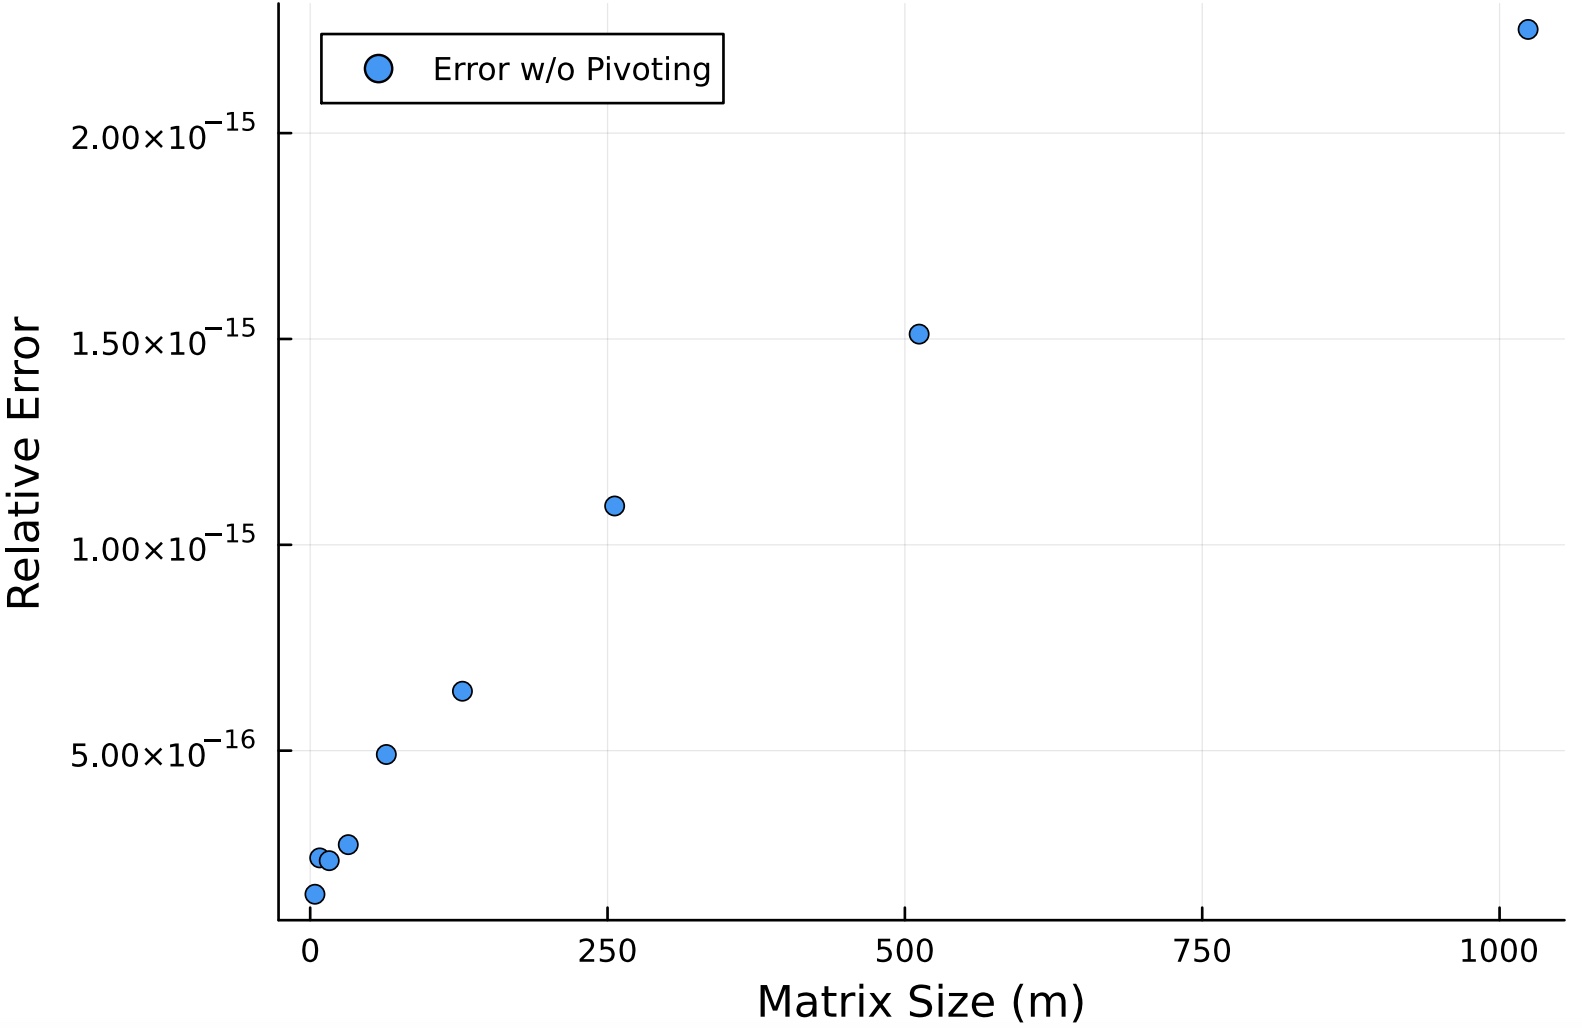 Error w/o Pivoting
2.00×10⁻¹⁵
1.50×10⁻¹⁵
1.00×10⁻¹⁵
5.00×10⁻¹⁶
Relative Error
0 250 500 750 1000
Matrix Size (m)